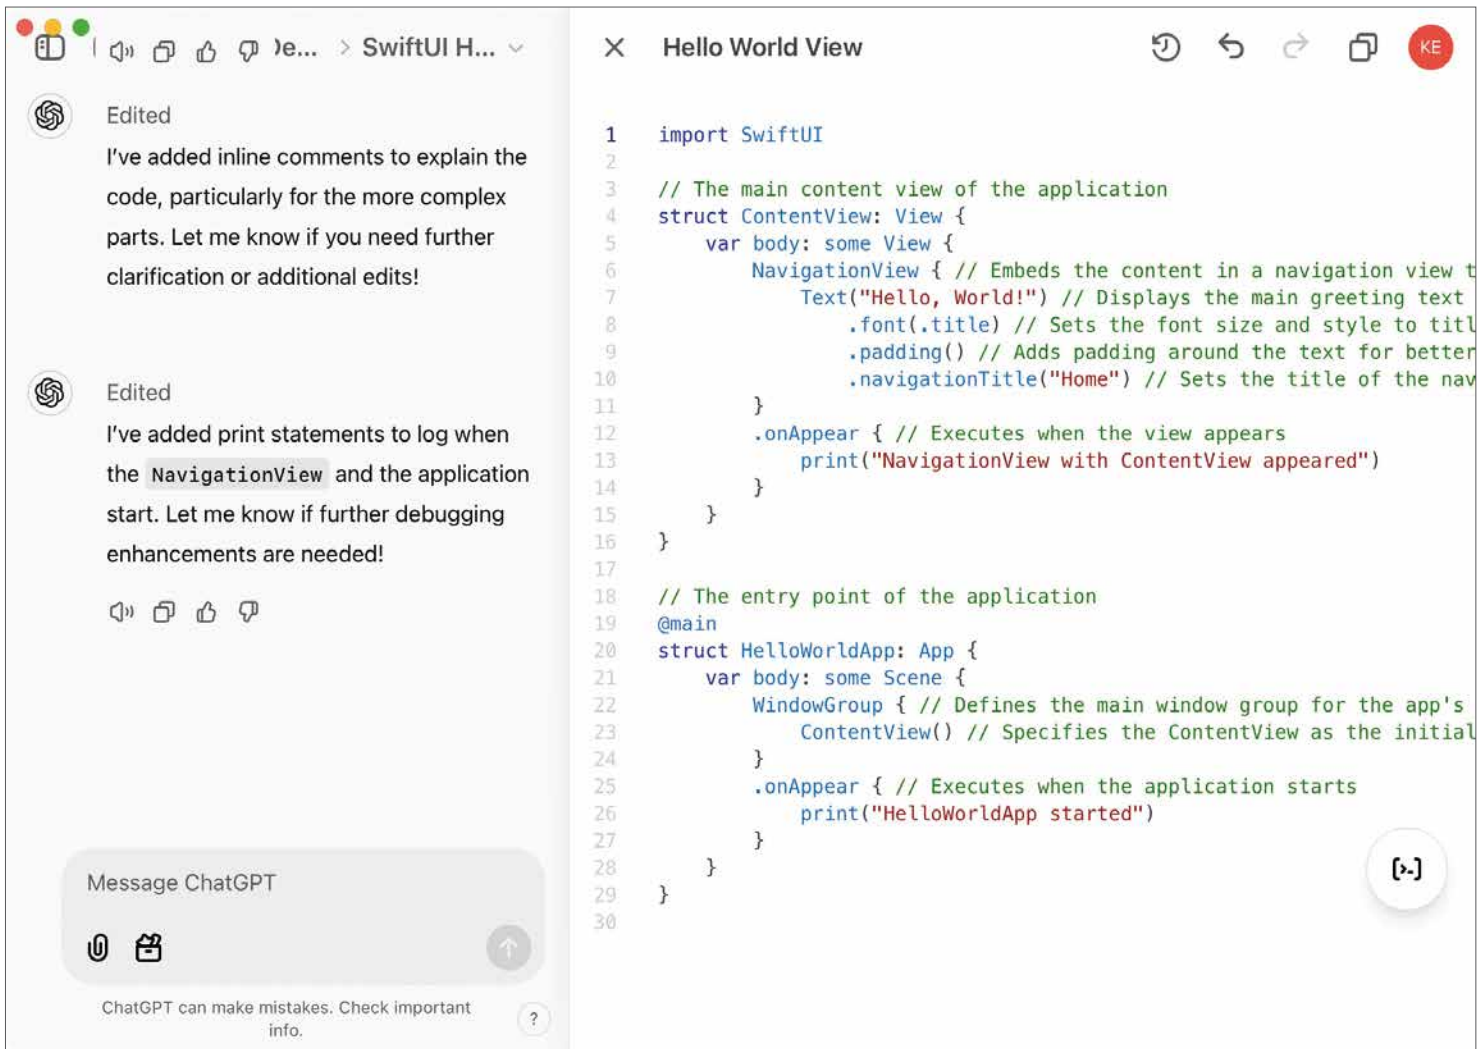 )e... > SwiftUI H...
Edited
I've added inline comments to explain the
code, particularly for the more complex
parts. Let me know if you need further
clarification or additional edits!
Edited
I've added print statements to log when
the NavigationView and the application
start. Let me know if further debugging
enhancements are needed!
Message ChatGPT
ChatGPT can make mistakes. Check important
info.
?
Hello World View
KE
1 import SwiftUI
2
3 // The main content view of the application
4 struct ContentView: View {
5     var body: some View {
6         NavigationView { // Embeds the content in a navigation view t
7             Text("Hello, World!") // Displays the main greeting text
8                 .font(.title) // Sets the font size and style to titl
9                 .padding() // Adds padding around the text for better
10                 .navigationTitle("Home") // Sets the title of the nav
11         }
12         .onAppear { // Executes when the view appears
13             print("NavigationView with ContentView appeared")
14         }
15     }
16 }
17
18 // The entry point of the application
19 @main
20 struct HelloWorldApp: App {
21     var body: some Scene {
22         WindowGroup { // Defines the main window group for the app's
23             ContentView() // Specifies the ContentView as the initial
24         }
25         .onAppear { // Executes when the application starts
26             print("HelloWorldApp started")
27         }
28     }
29 }
30